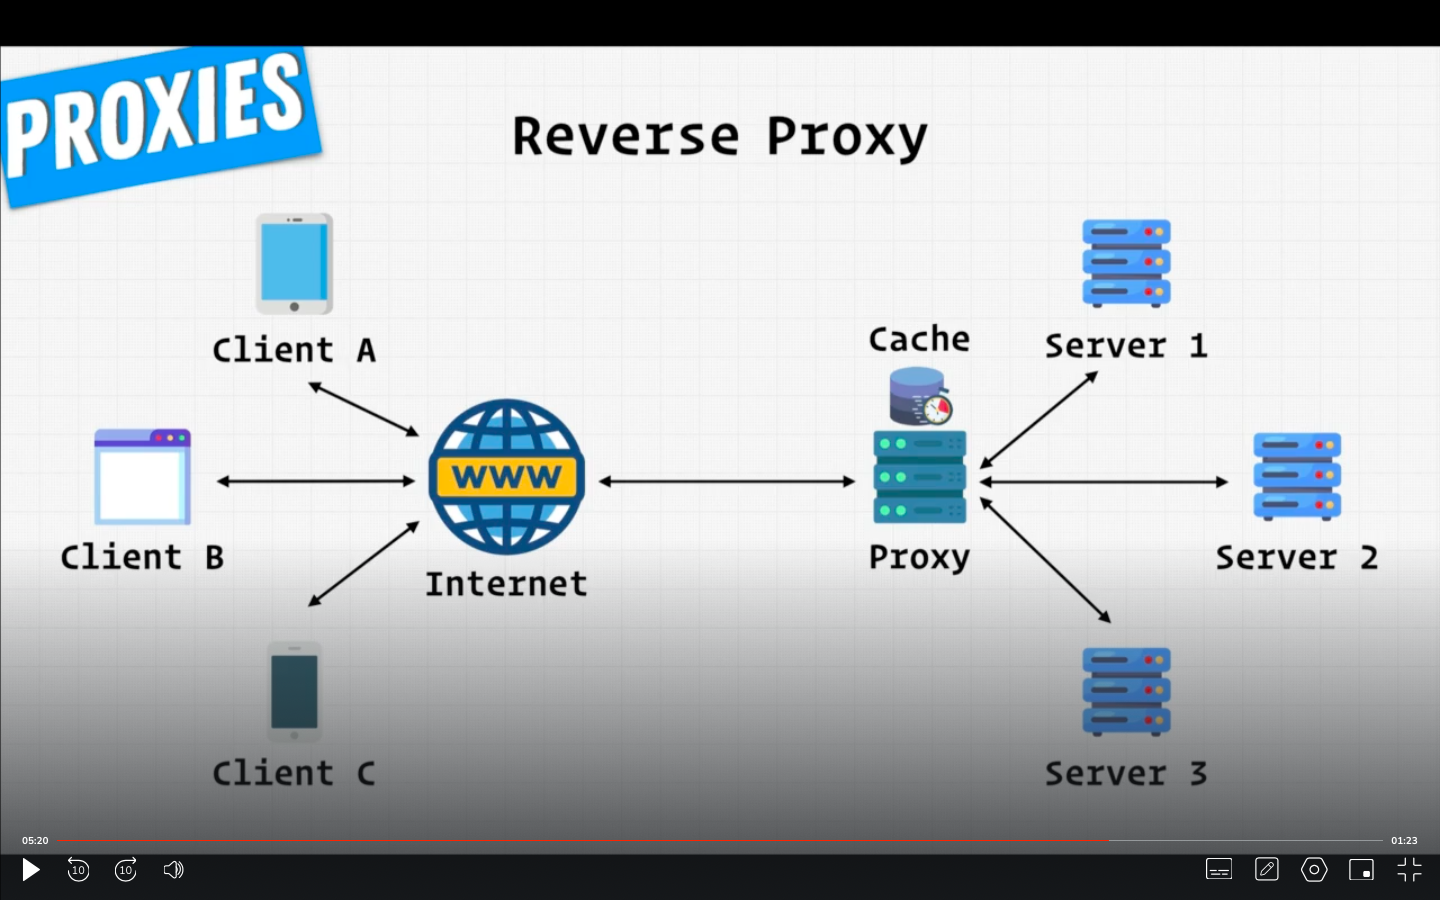 PROXIES
Reverse Proxy
Client A
Cache
Server 1
Client B
WWW
Internet
Proxy
Server 2
Client C
Server 3
05:20
01:23
10
10